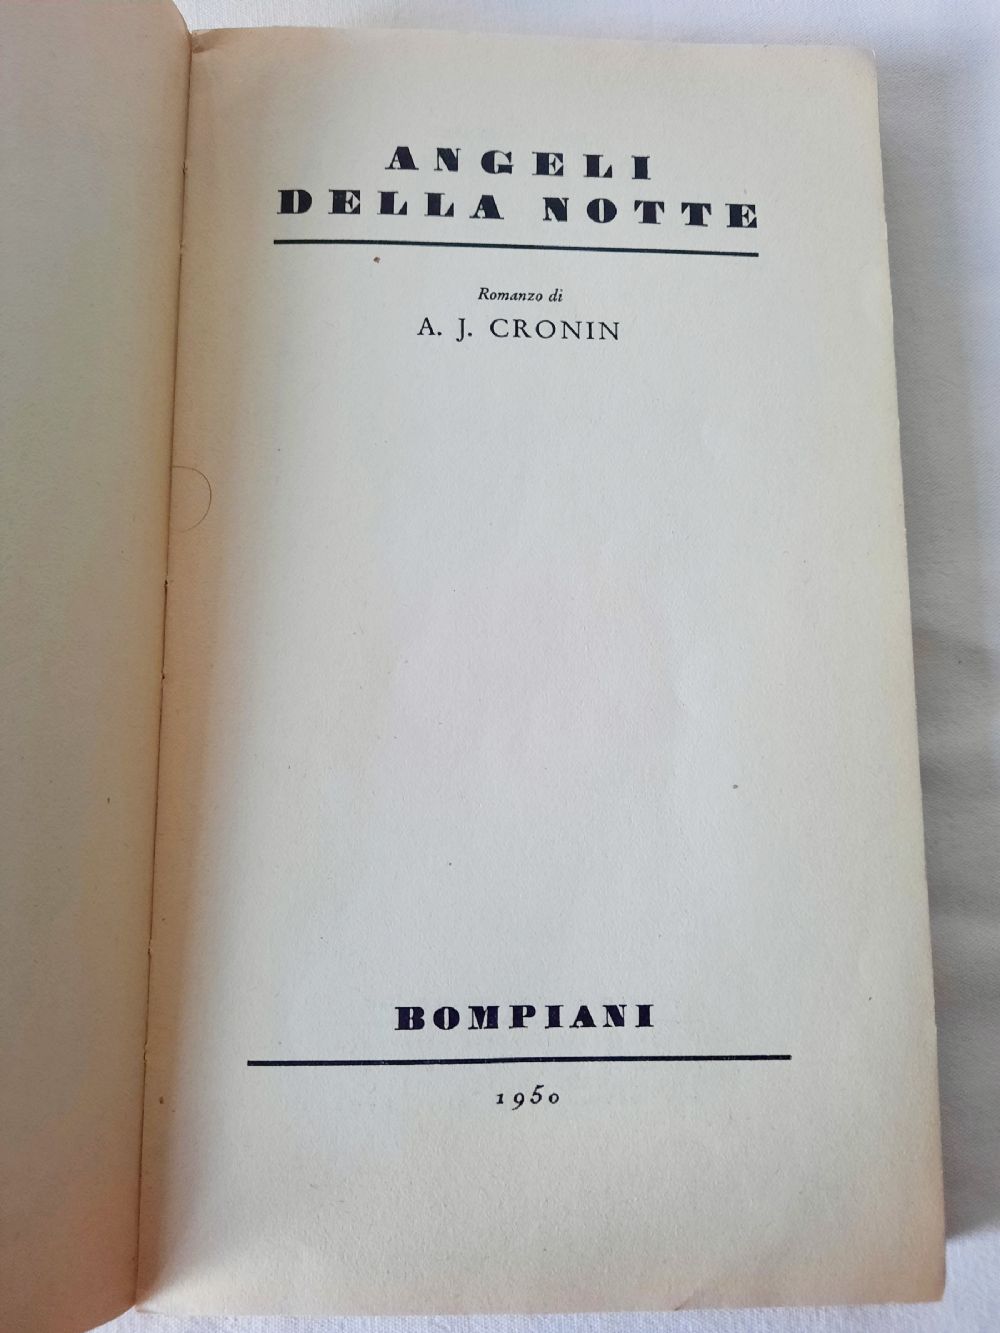 ANGELI
DELLA NOTTE
Romanzo di
A. J. CRONIN
BOMPIANI
1950